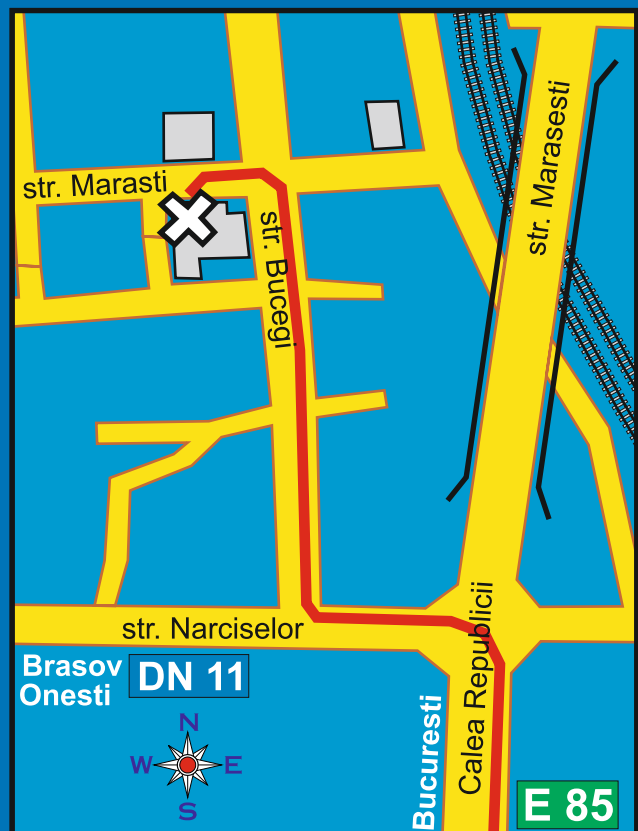 str. Marasesti
str. Marasti
str. Bucegi
Calea Republicii
str. Narciselor
Brasov
Onesti
DN 11
Bucuresti
N
W E
S
E 85